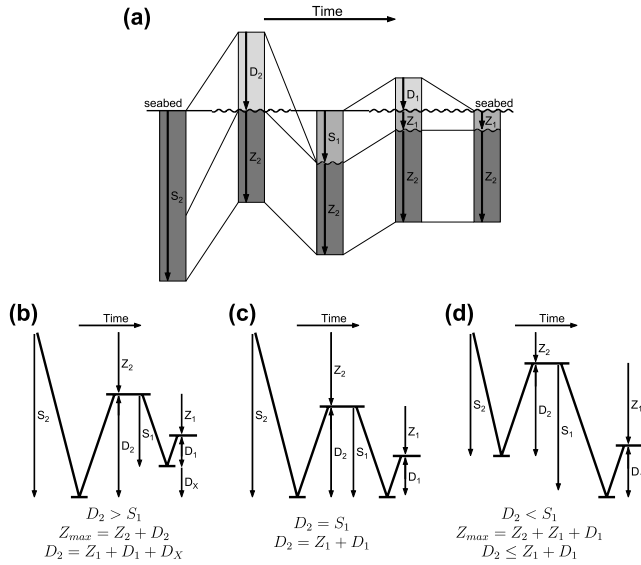 (a)
Time
seabed
D2
D1
seabed
Z1
Z1
S1
Z2
S2
Z2
Z2
Z2
(b)
Time
Z2
S2
D2
S1
Z1
D1
DX
D2 > S1
Zmax = Z2 + D2
D2 = Z1 + D1 + DX
(c)
Time
Z2
S2
D2
S1
Z1
D1
D2 = S1
D2 = Z1 + D1
(d)
Time
Z2
S2
D2
S1
Z1
D2 < S1
Zmax = Z2 + Z1 + D1
D2 ≤ Z1 + D1